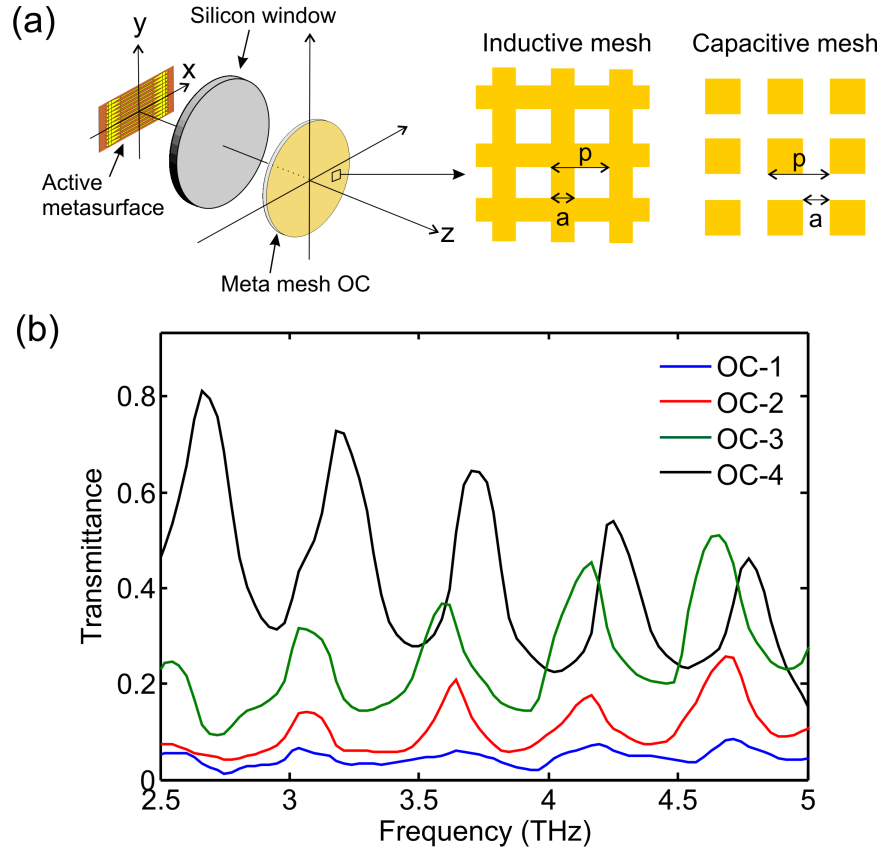 (a)
Silicon window
y
x
Active
metasurface
z
Meta mesh OC
Inductive mesh
p
a
Capacitive mesh
p
a
(b)
OC-1
OC-2
OC-3
OC-4
Transmittance
0.8
0.6
0.4
0.2
0
2.5
3
3.5
4
4.5
5
Frequency (THz)